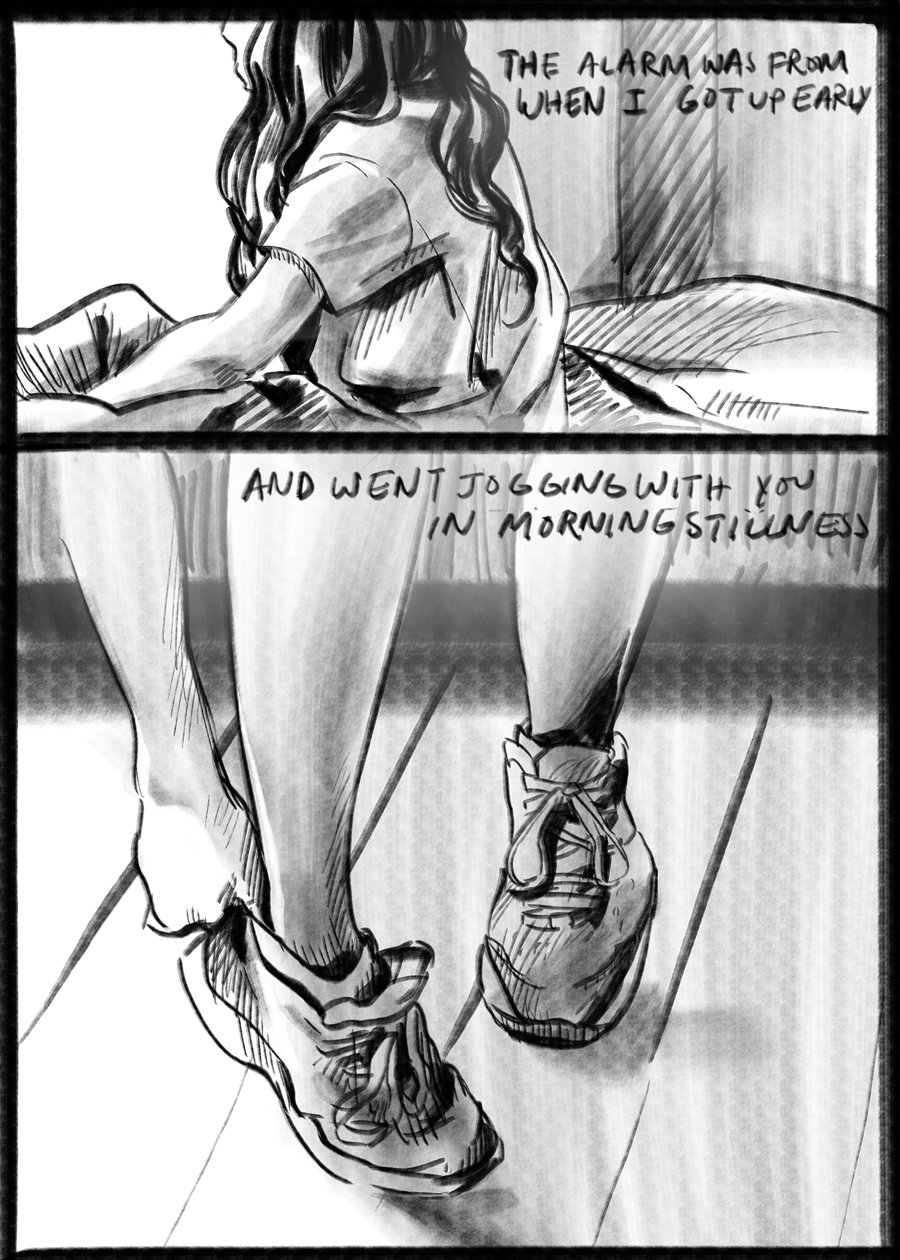 THE ALARM WAS FROM
WHEN I GOT UP EARLY
AND WENT JOGGING WITH YOU
IN MORNING STILLNESS